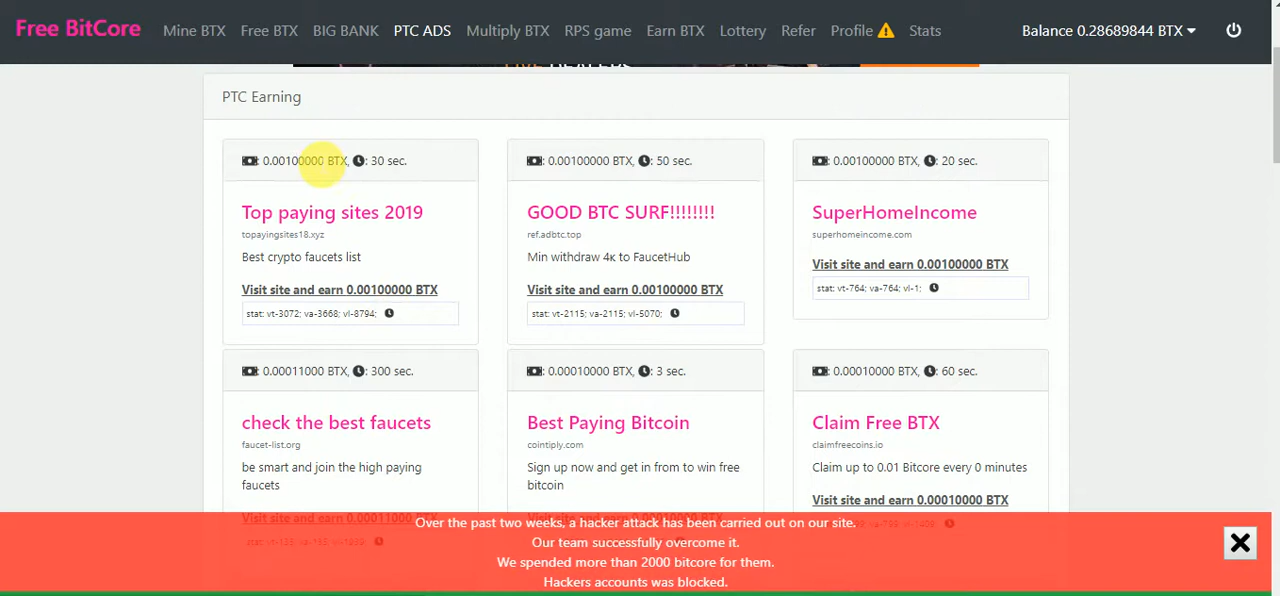 Free BitCore Mine BTX Free BTX BIG BANK PTC ADS Multiply BTX RPS game Earn BTX Lottery Refer Profile Stats Balance 0.28689844 BTX
PTC Earning
: 0.00100000 BTX, : 30 sec.
Top paying sites 2019
topayingsites18.xyz
Best crypto faucets list
Visit site and earn 0.00100000 BTX
stat: vt-3072; va-3668; vl-8794;
: 0.00100000 BTX, : 50 sec.
GOOD BTC SURF!!!!!!!!
ref.adbtc.top
Min withdraw 4к to FaucetHub
Visit site and earn 0.00100000 BTX
stat: vt-2115; va-2115; vl-5070;
: 0.00100000 BTX, : 20 sec.
SuperHomeIncome
superhomeincome.com
Visit site and earn 0.00100000 BTX
stat: vt-764; va-764; vl-1;
: 0.00011000 BTX, : 300 sec.
check the best faucets
faucet-list.org
be smart and join the high paying
faucets
Visit site and earn 0.00011000
: 0.00010000 BTX, : 3 sec.
Best Paying Bitcoin
cointiply.com
Sign up now and get in from to win free
bitcoin
: 0.00010000 BTX, : 60 sec.
Claim Free BTX
claimfreecoins.io
Claim up to 0.01 Bitcore every 0 minutes
Visit site and earn 0.00010000 BTX
Over the past two weeks, a hacker attack has been carried out on our site.
Our team successfully overcome it.
We spended more than 2000 bitcore for them.
Hackers accounts was blocked.